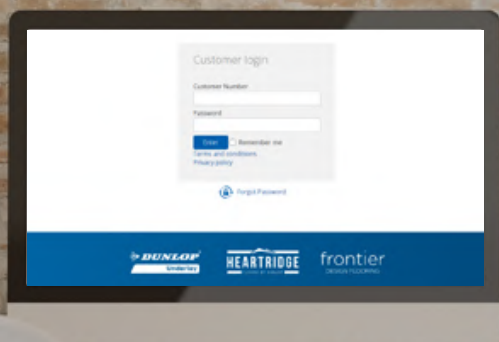 Customer login
Customer Number
Password
Enter
Remember me
Terms and conditions
Privacy policy
Forgot Password
DUNLOP
Underlay
HEARTRIDGE
frontier
DESIGN FLOORING